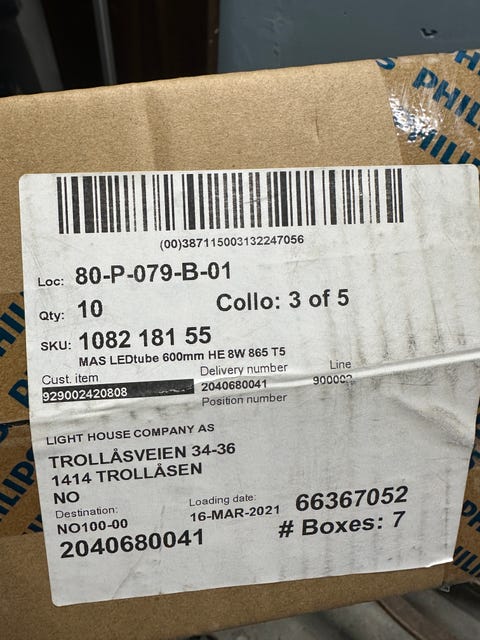 PHILIPS
(00)387115003132247056
Loc: 80-P-079-B-01
Qty: 10 Collo: 3 of 5
SKU: 1082 181 55
MAS LEDtube 600mm HE 8W 865 T5
Cust. item Delivery number Line
929002420808 2040680041
Position number
LIGHT HOUSE COMPANY AS
TROLLÅSVEIEN 34-36
1414 TROLLÅSEN
NO
Destination: Loading date: 66367052
NO100-00 16-MAR-2021 # Boxes: 7
2040680041